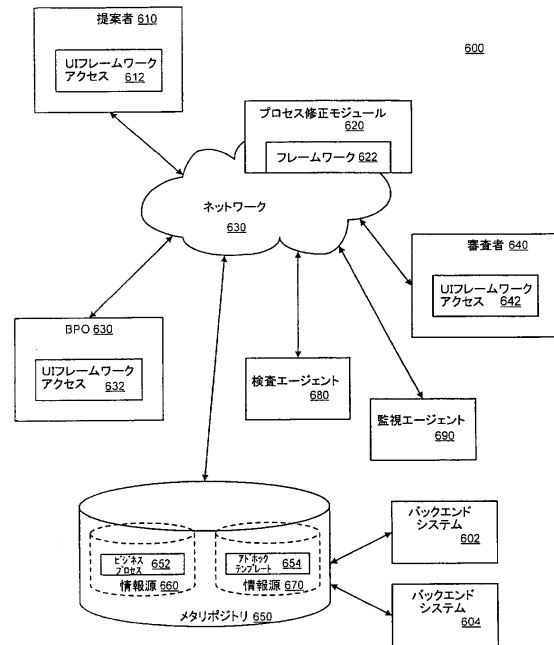 提案者 610
UIフレームワーク
アクセス 612
600
プロセス修正モジュール
620
フレームワーク 622
ネットワーク
630
審査者 640
UIフレームワーク
アクセス 642
BPO 630
UIフレームワーク
アクセス 632
検査エージェント
680
監視エージェント
690
ビジネス
プロセス 652
アドホック
テンプレート 654
情報源 660
情報源 670
メタリポジトリ 650
バックエンド
システム
602
バックエンド
システム
604